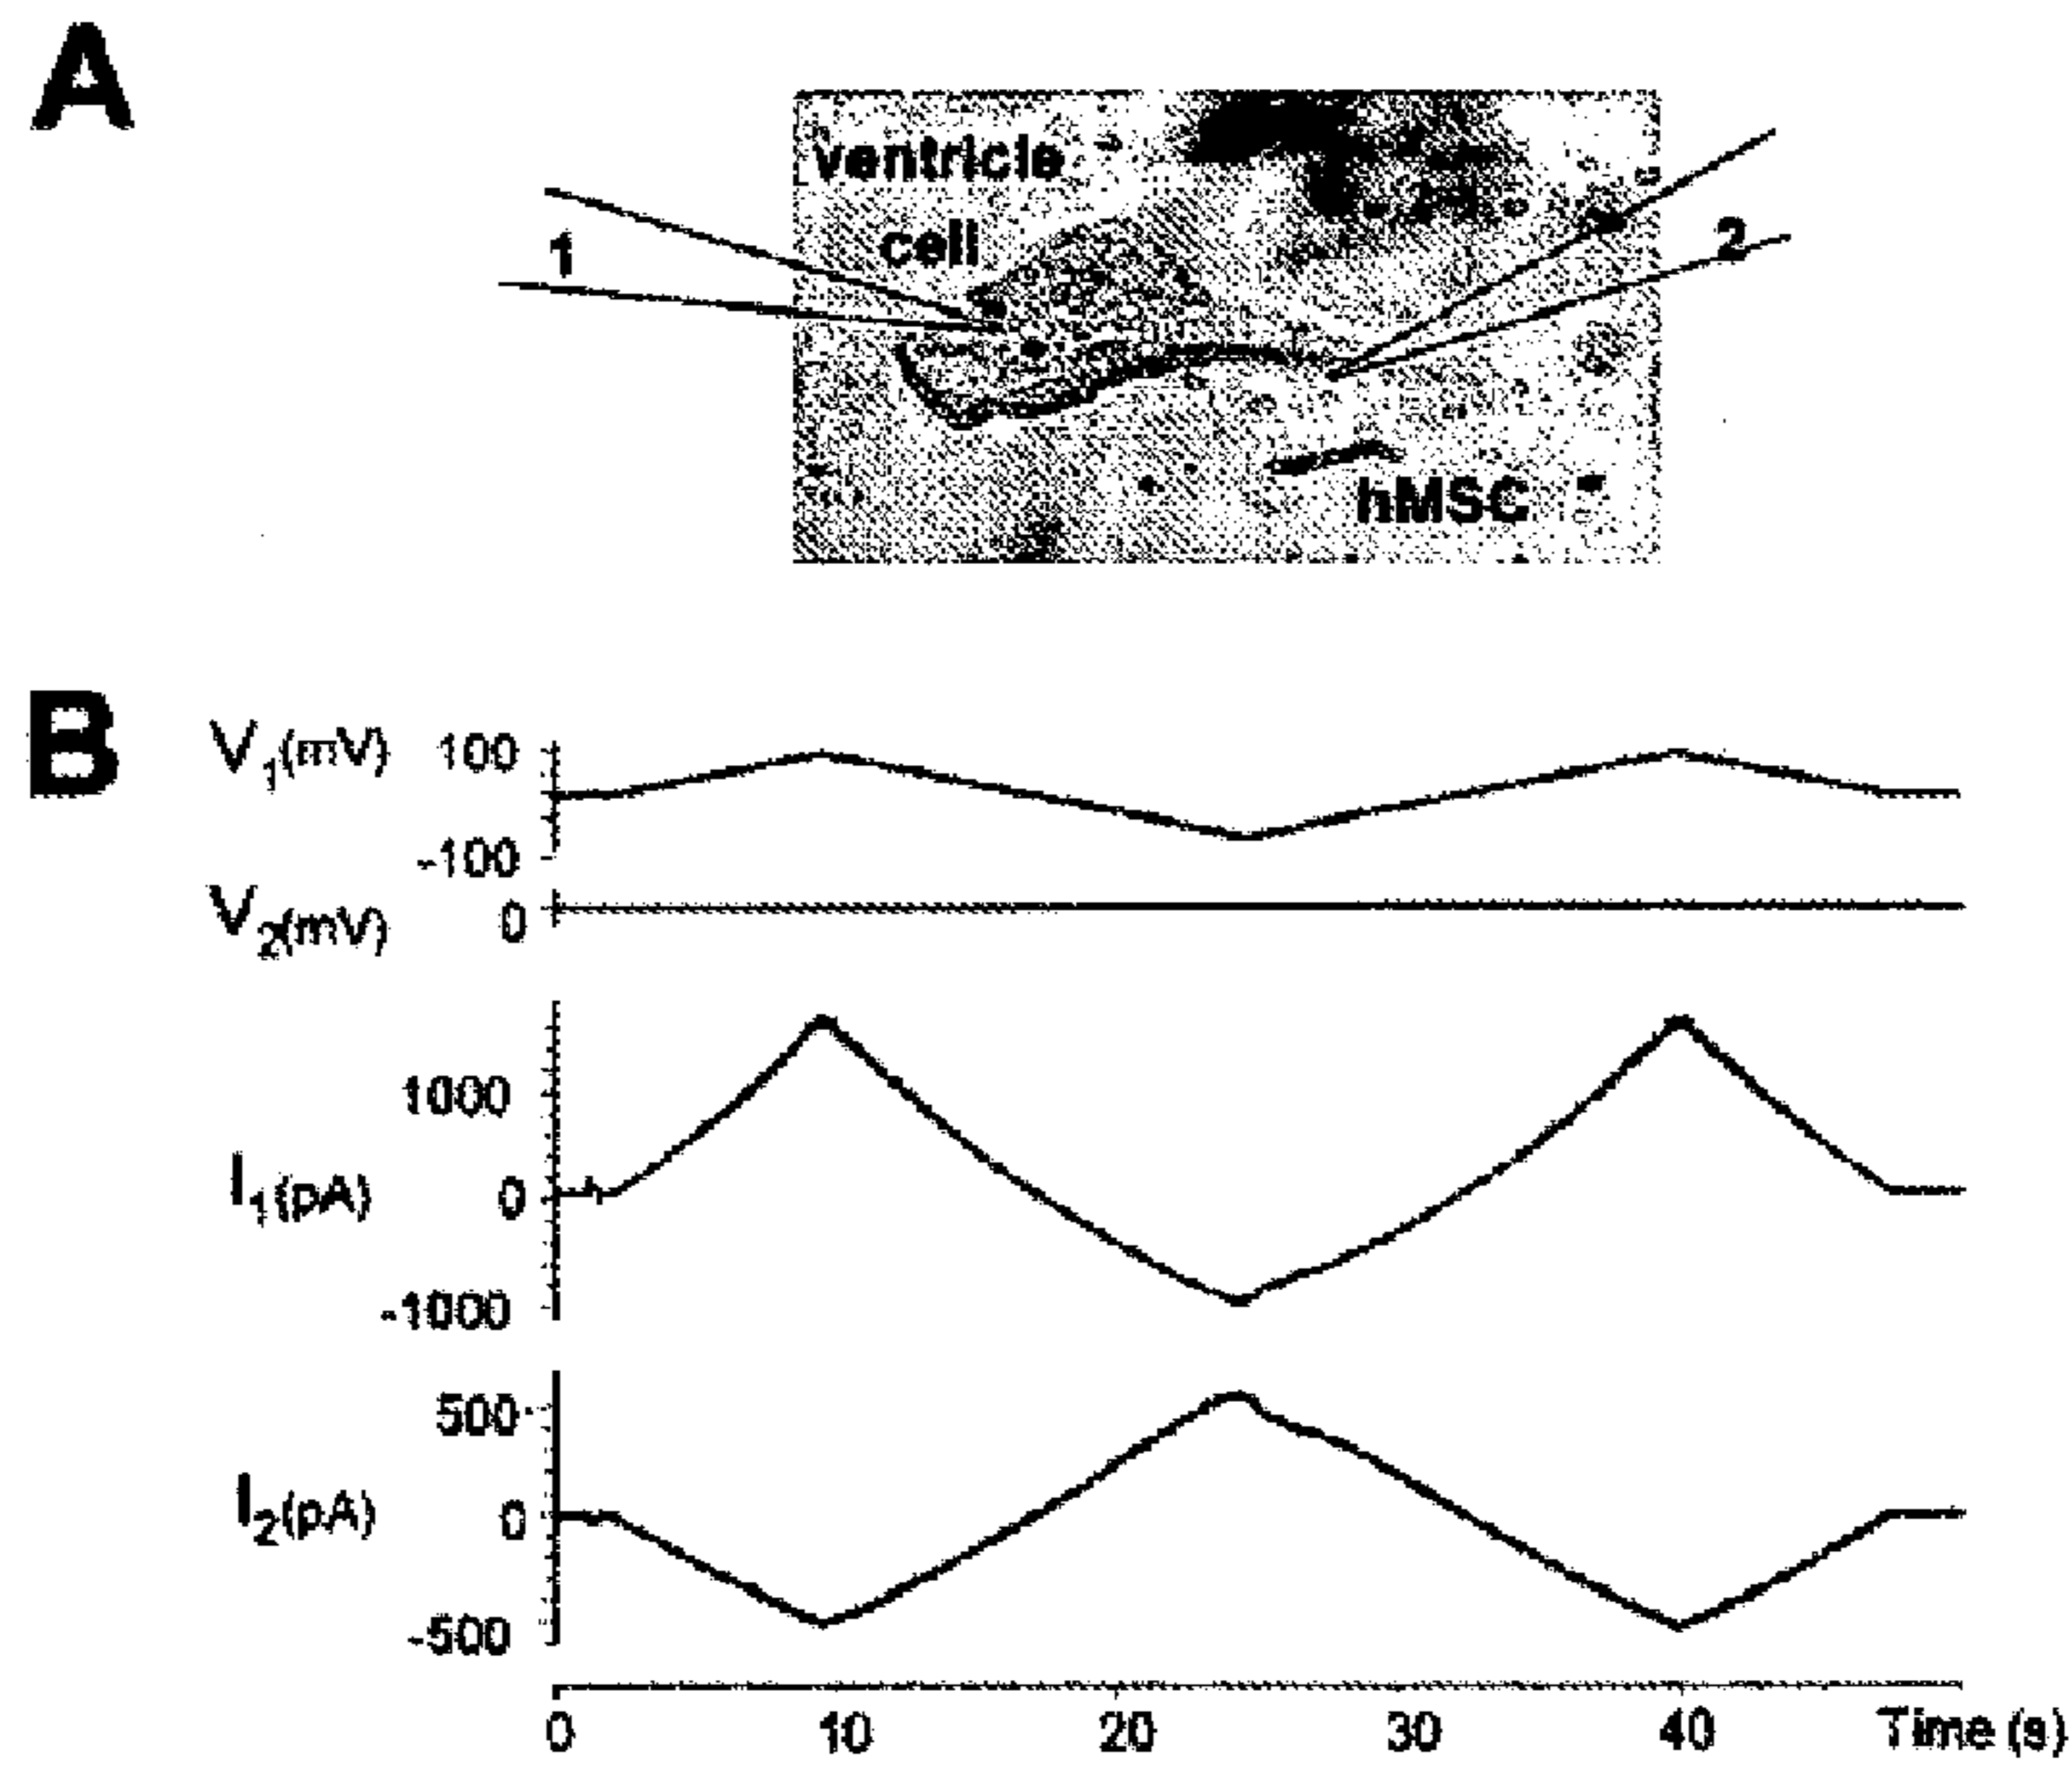 A
ventricle
cell
1
2
hMSC
B
V1(mV) 100
-100
V2(mV) 0
1000
I1(pA) 0
-1000
500
I2(pA) 0
-500
0 10 20 30 40 Time (s)